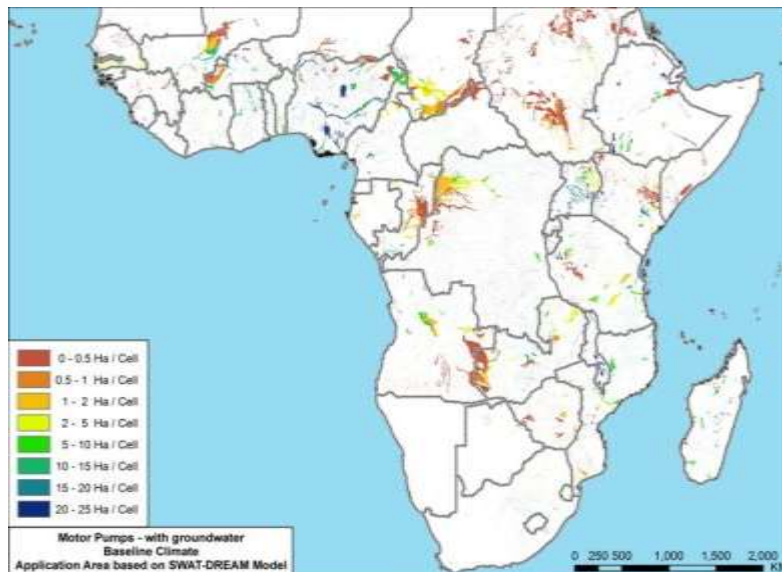 0 - 0.5 Ha / Cell
0.5 - 1 Ha / Cell
1 - 2 Ha / Cell
2 - 5 Ha / Cell
5 - 10 Ha / Cell
10 - 15 Ha / Cell
15 - 20 Ha / Cell
20 - 25 Ha / Cell
Motor Pumps - with groundwater
Baseline Climate
Application Area based on SWAT-DREAM Model
0 250 500 1,000 1,500 2,000